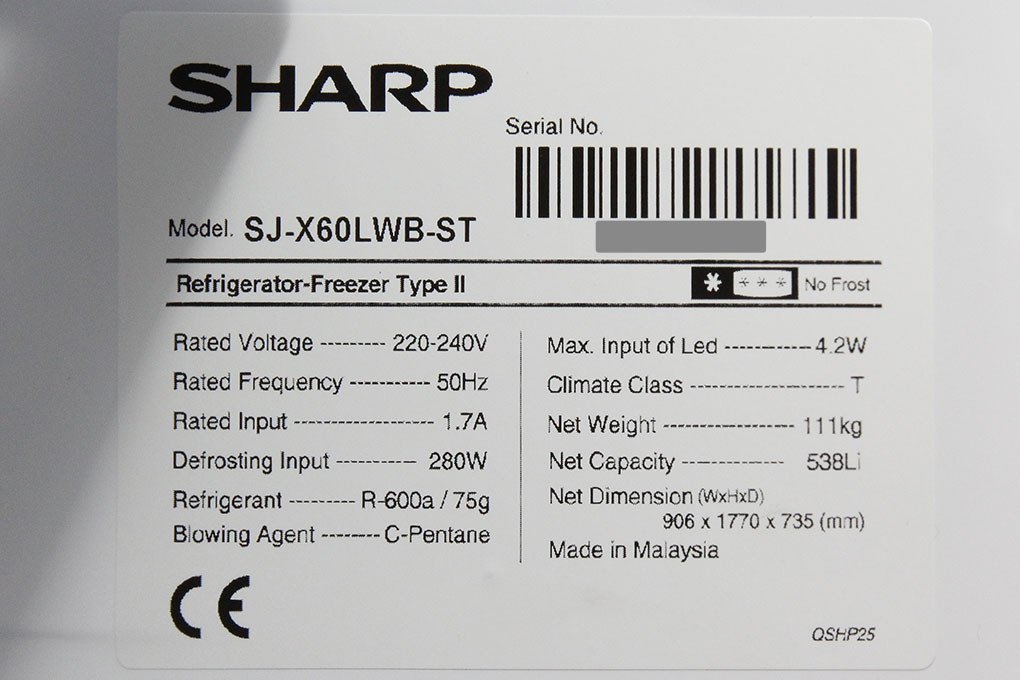 SHARP
Serial No.
Model. SJ-X60LWB-ST
Refrigerator-Freezer Type II
* *** No Frost
Rated Voltage -------- 220-240V
Rated Frequency ---------- 50Hz
Rated Input ----------------- 1.7A
Defrosting Input --------- 280W
Refrigerant -------- R-600a / 75g
Blowing Agent ------- C-Pentane
Max. Input of Led ---------- 4.2W
Climate Class ------------------- T
Net Weight ---------------- 111kg
Net Capacity ------------ 538Li
Net Dimension (WxHxD)
906 x 1770 x 735 (mm)
Made in Malaysia
CE
QSHP25